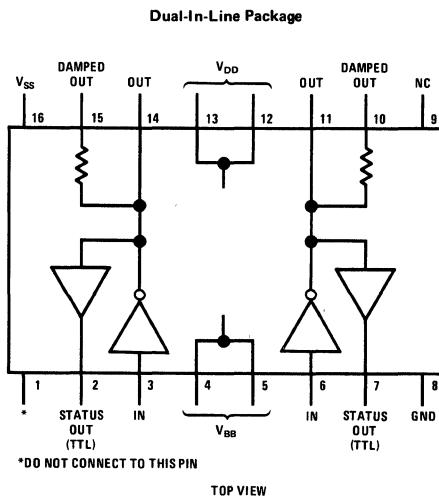 Dual-In-Line Package
DAMPED DAMPED
VSS OUT OUT VDD OUT OUT NC
16 15 14 13 12 11 10 9
1 2 3 4 5 6 7 8
* STATUS IN VBB IN STATUS GND
OUT OUT
(TTL) (TTL)
*DO NOT CONNECT TO THIS PIN
TOP VIEW